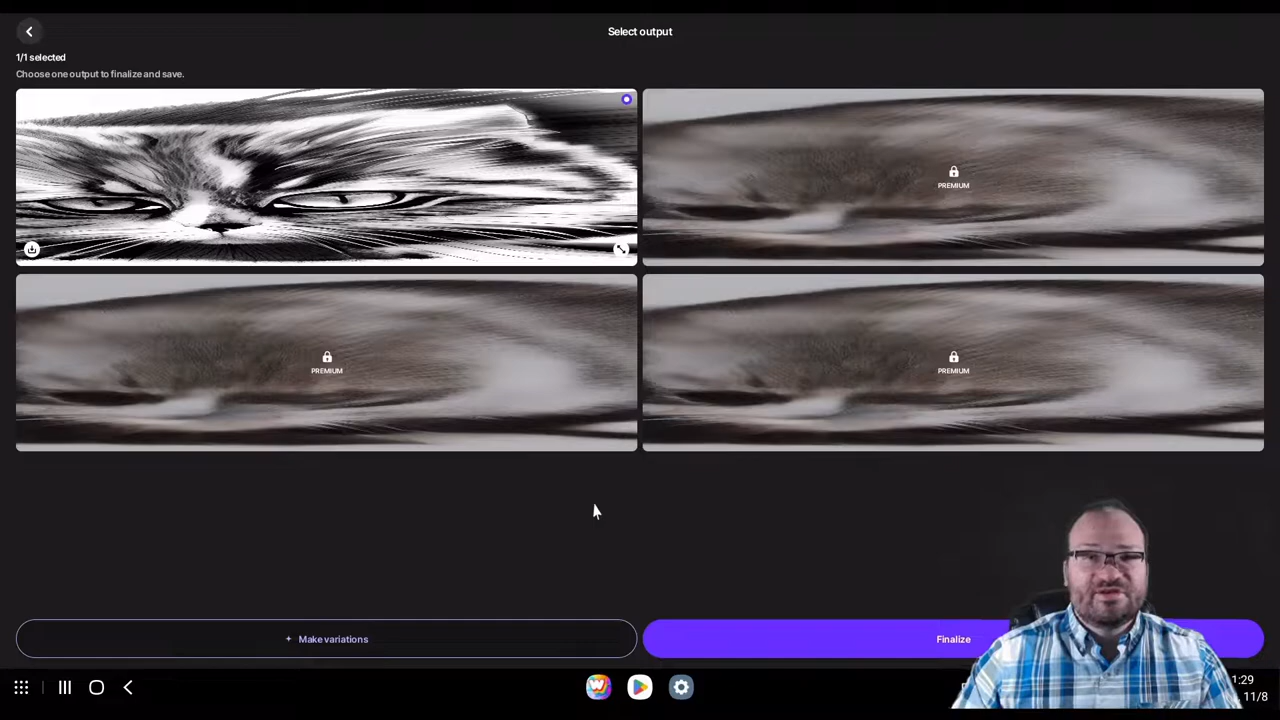 Select output
1/1 selected
Choose one output to finalize and save.
PREMIUM
PREMIUM
PREMIUM
Make variations
Finalize
1:29
11/8